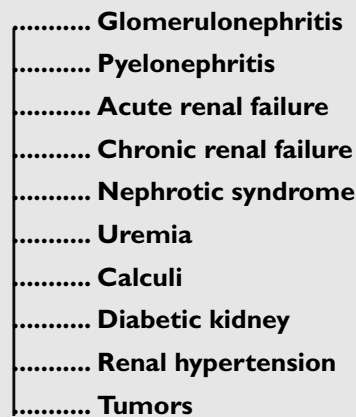 ........... Glomerulonephritis
........... Pyelonephritis
........... Acute renal failure
........... Chronic renal failure
........... Nephrotic syndrome
........... Uremia
........... Calculi
........... Diabetic kidney
........... Renal hypertension
........... Tumors